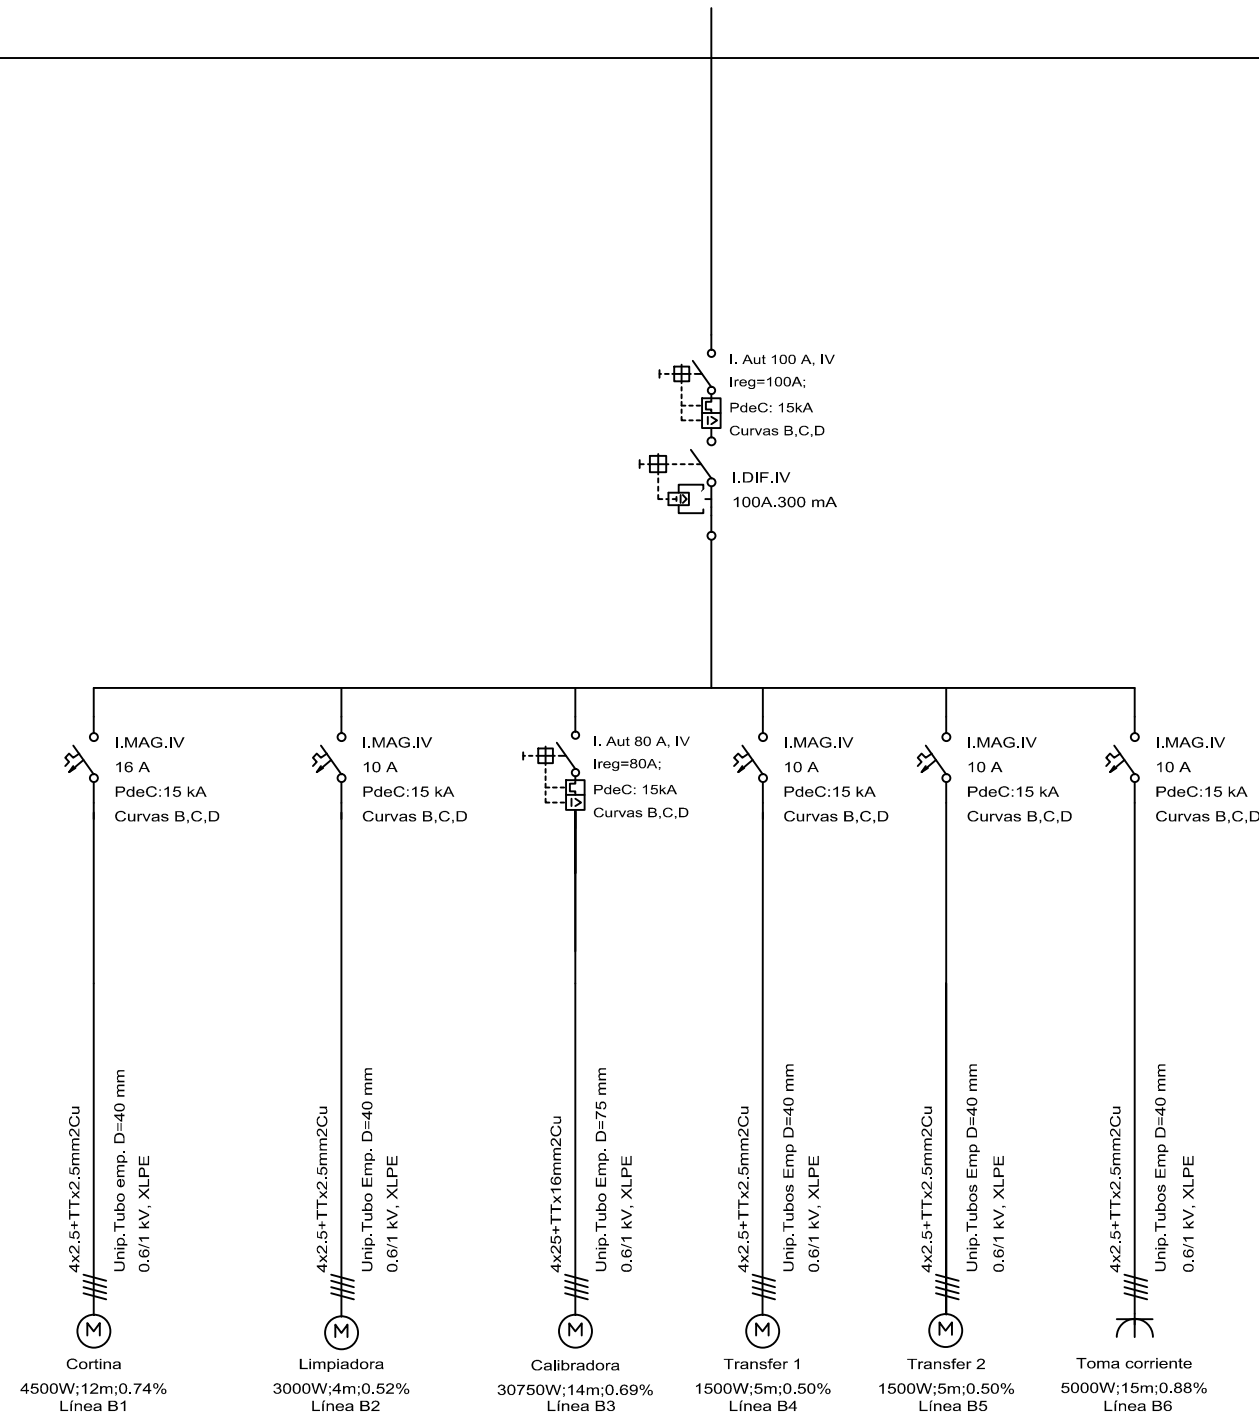 I. Aut 100 A, IV
Ireg=100A;
PdeC: 15kA
Curvas B,C,D
I.DIF.IV
100A.300 mA
I.MAG.IV
16 A
PdeC:15 kA
Curvas B,C,D
I.MAG.IV
10 A
PdeC:15 kA
Curvas B,C,D
I. Aut 80 A, IV
Ireg=80A;
PdeC: 15kA
Curvas B,C,D
I.MAG.IV
10 A
PdeC:15 kA
Curvas B,C,D
I.MAG.IV
10 A
PdeC:15 kA
Curvas B,C,D
I.MAG.IV
10 A
PdeC:15 kA
Curvas B,C,D
4x2.5+TTx2.5mm2Cu
Unip.Tubo emp. D=40 mm
0.6/1 kV, XLPE
4x2.5+TTx2.5mm2Cu
Unip.Tubo Emp. D=40 mm
0.6/1 kV, XLPE
4x25+TTx16mm2Cu
Unip.Tubo Emp. D=75 mm
0.6/1 kV, XLPE
4x2.5+TTx2.5mm2Cu
Unip.Tubos Emp D=40 mm
0.6/1 kV, XLPE
4x2.5+TTx2.5mm2Cu
Unip.Tubos Emp D=40 mm
0.6/1 kV, XLPE
4x2.5+TTx2.5mm2Cu
Unip.Tubos Emp D=40 mm
0.6/1 kV, XLPE
M
Cortina
4500W;12m;0.74%
Línea B1
M
Limpiadora
3000W;4m;0.52%
Línea B2
M
Calibradora
30750W;14m;0.69%
Línea B3
M
Transfer 1
1500W;5m;0.50%
Línea B4
M
Transfer 2
1500W;5m;0.50%
Línea B5
Toma corriente
5000W;15m;0.88%
Línea B6